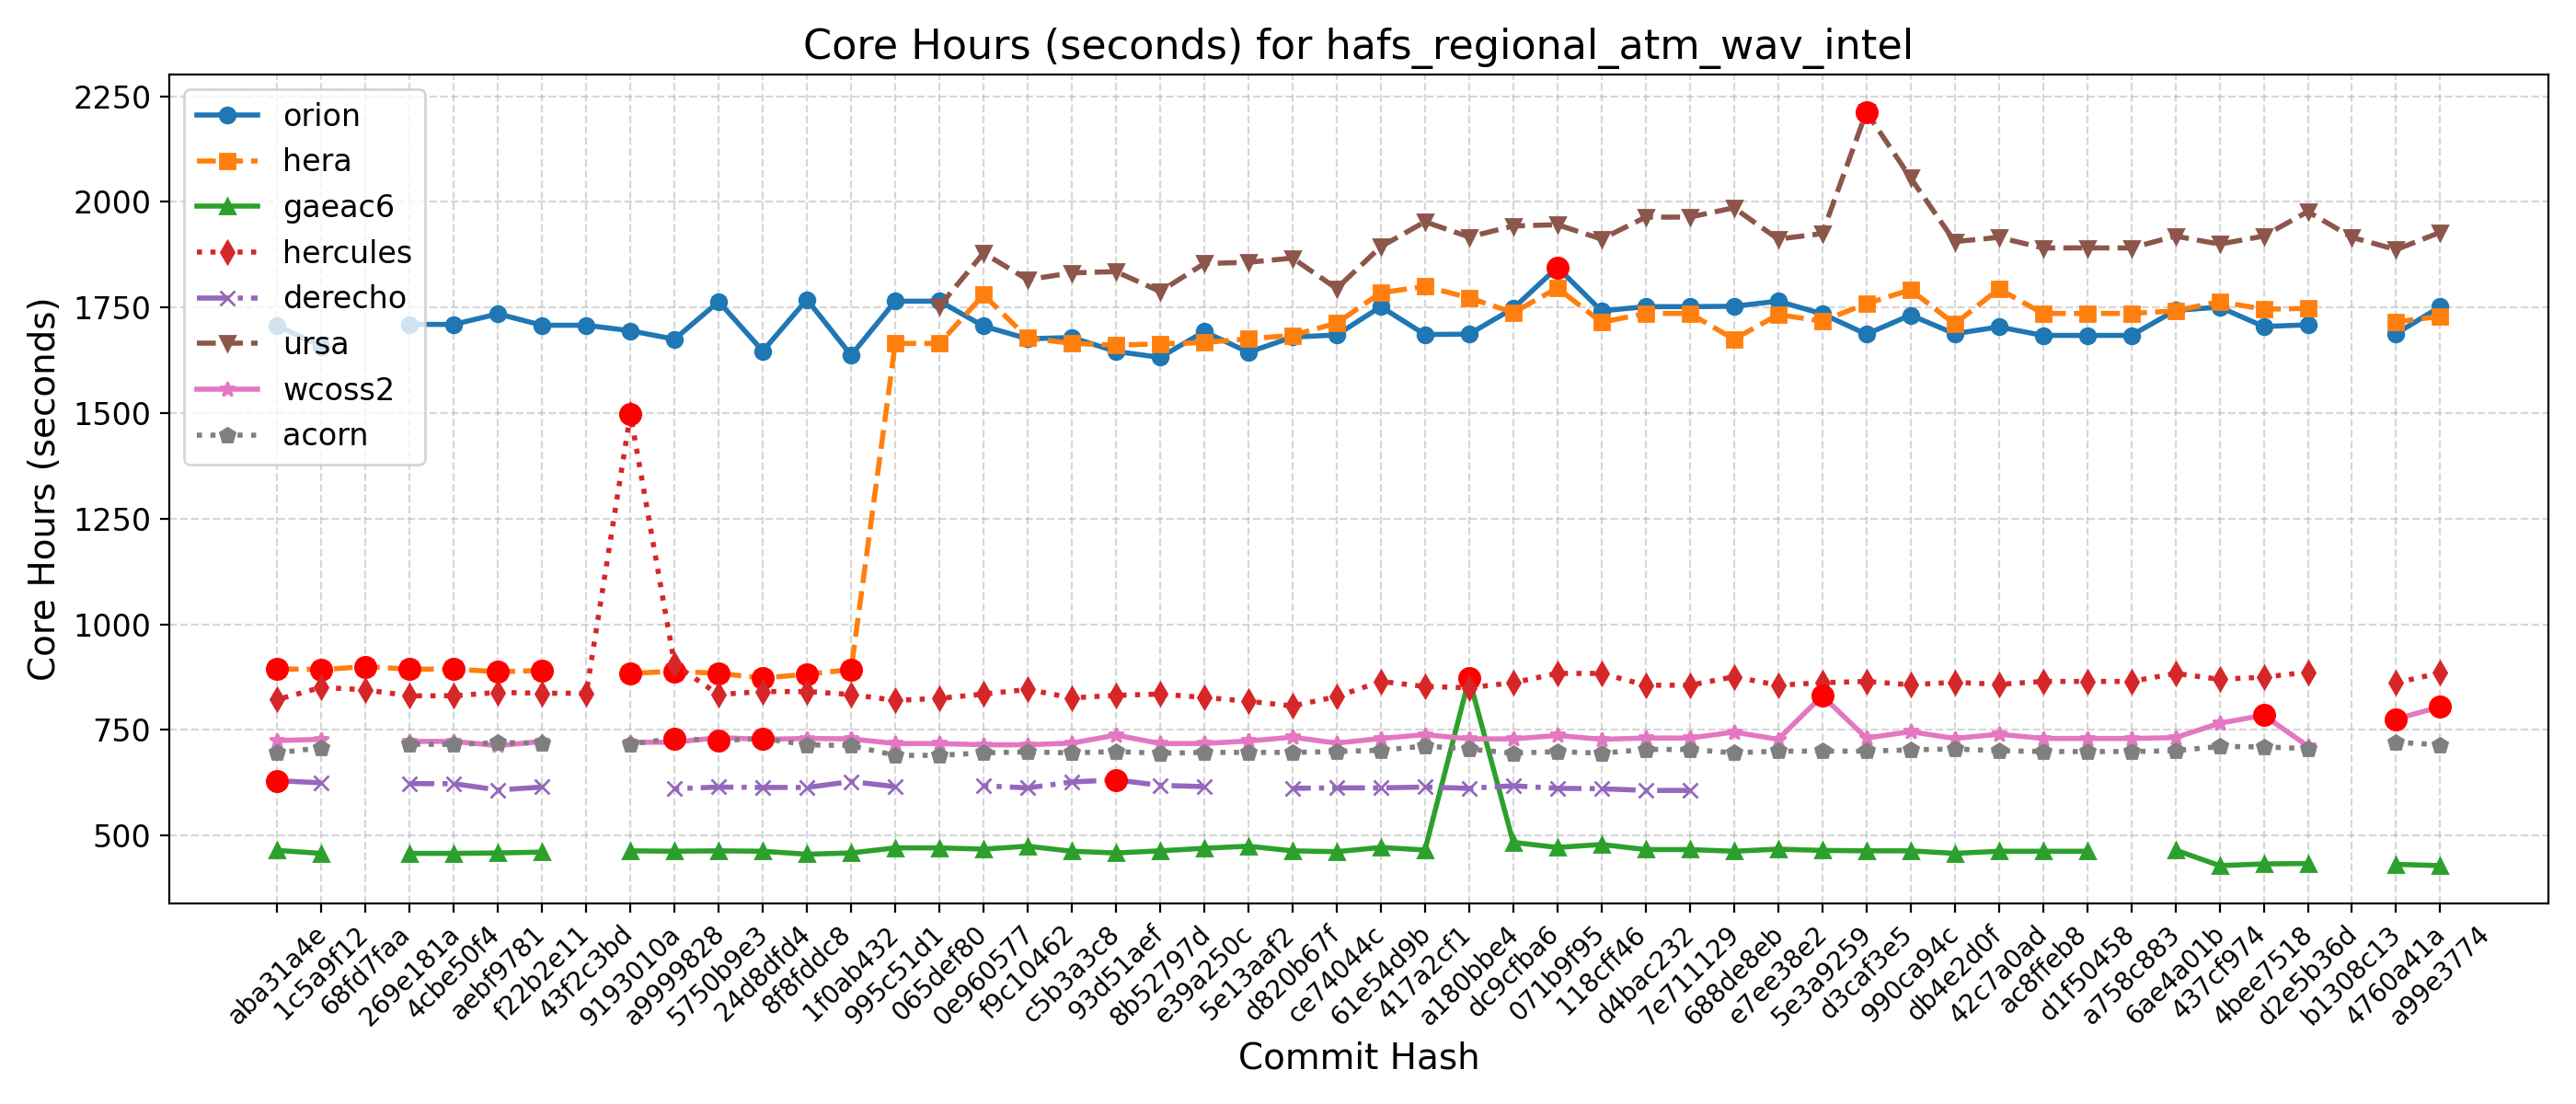 Core Hours (seconds) for hafs_regional_atm_wav_intel
Core Hours (seconds)
2250
2000
1750
1500
1250
1000
750
500
orion
hera
gaeac6
hercules
derecho
ursa
wcoss2
acorn
aba31a4e
1c5a9f12
68fd7faa
269e181a
4cbe50f4
aebf9781
f22b2e11
43f2c3bd
9193010a
a9999828
5750b9e3
24d8dfd4
8f8fddc8
1f0ab432
995c51d1
065def80
0e960577
f9c10462
c5b3a3c8
93d51aef
8b52797d
e39a250c
5e13aaf2
d820b67f
ce74044c
61e54d9b
417a2cf1
a180bbe4
dc9cfba6
071b9f95
118cff46
d4bac232
7e711129
688de8eb
e7ee38e2
5e3a9259
d3caf3e5
990ca94c
db4e2d0f
42c7a0ad
ac8ffeb8
d1f50458
a758c883
6ae4a01b
437cf974
4bee7518
d2e5b36d
b1308c13
4760a41a
a99e3774
Commit Hash